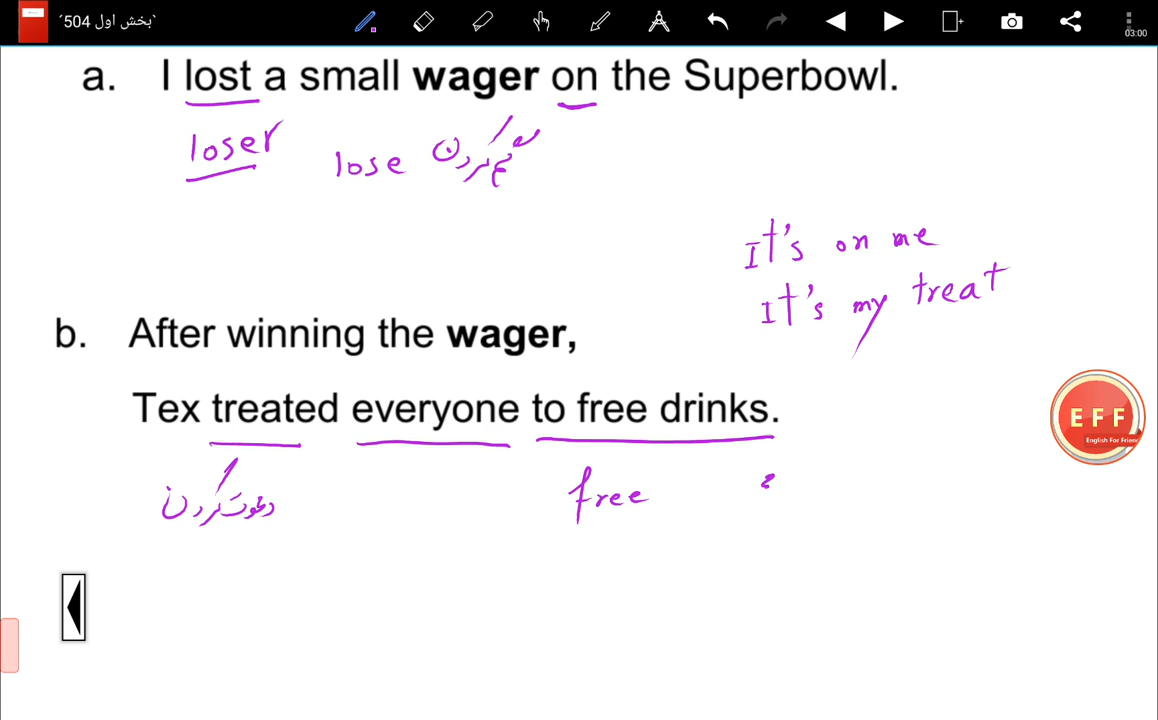 بخش اول 504
03:00
a. I lost a small wager on the Superbowl.
loser
lose گم کردن
It's on me
It's my treat
b. After winning the wager,
Tex treated everyone to free drinks.
دعوت کردن
free
EFF
English For Frien